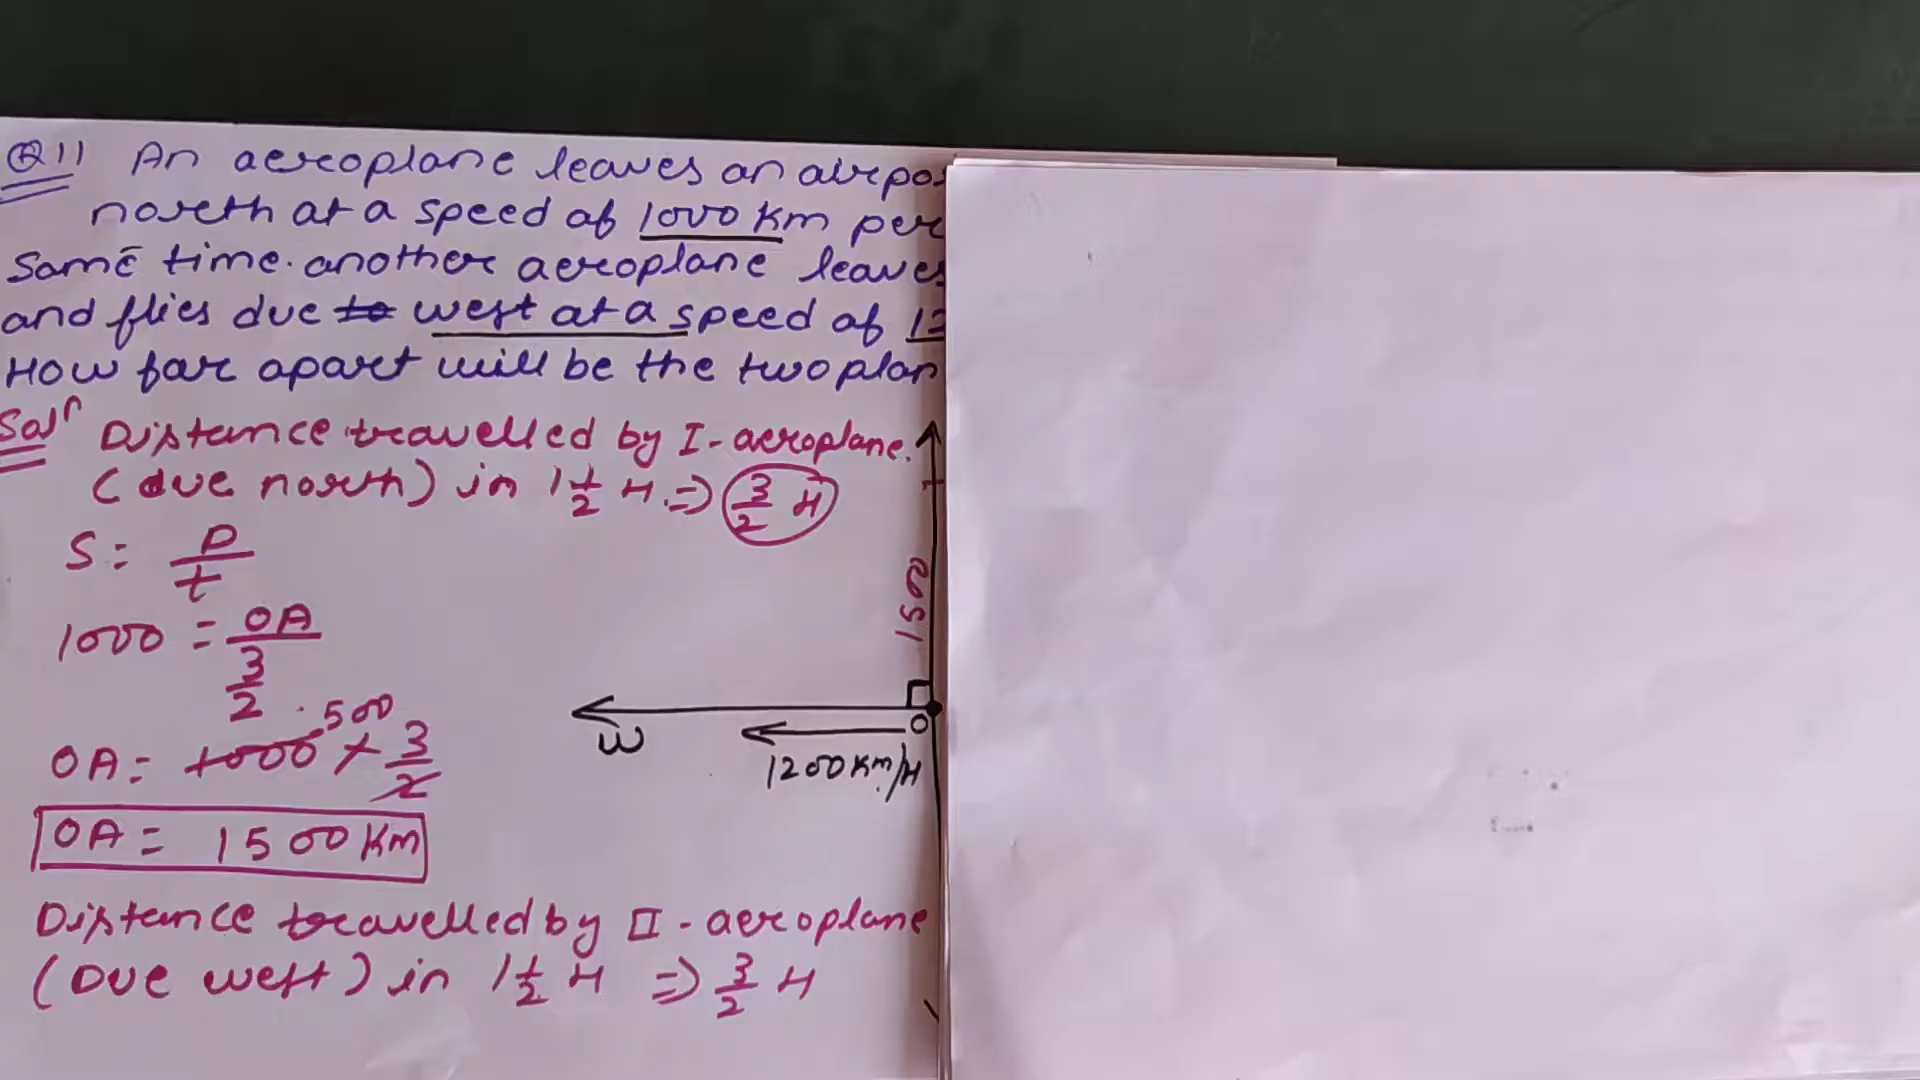 Q11 An aeroplane leaves an airpo
north at a speed of 1000 km per
Same time. another aeroplane leaves
and flies due to west at a speed of 12
How far apart will be the two plan
Solⁿ Distance travelled by I-aeroplane.
(due north) in 1 1/2 H. => 3/2 H
S = D/t
1000 = OA/(3/2)
500
OA = 1000 × 3/2
OA = 1500 Km
1500
W
O
1200 Km/H
Distance travelled by II-aeroplane
(Due west) in 1 1/2 H => 3/2 H